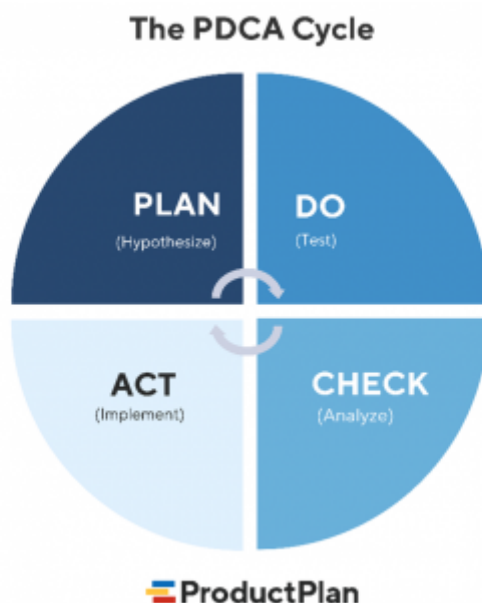 The PDCA Cycle
PLAN
(Hypothesize)
DO
(Test)
ACT
(Implement)
CHECK
(Analyze)
ProductPlan